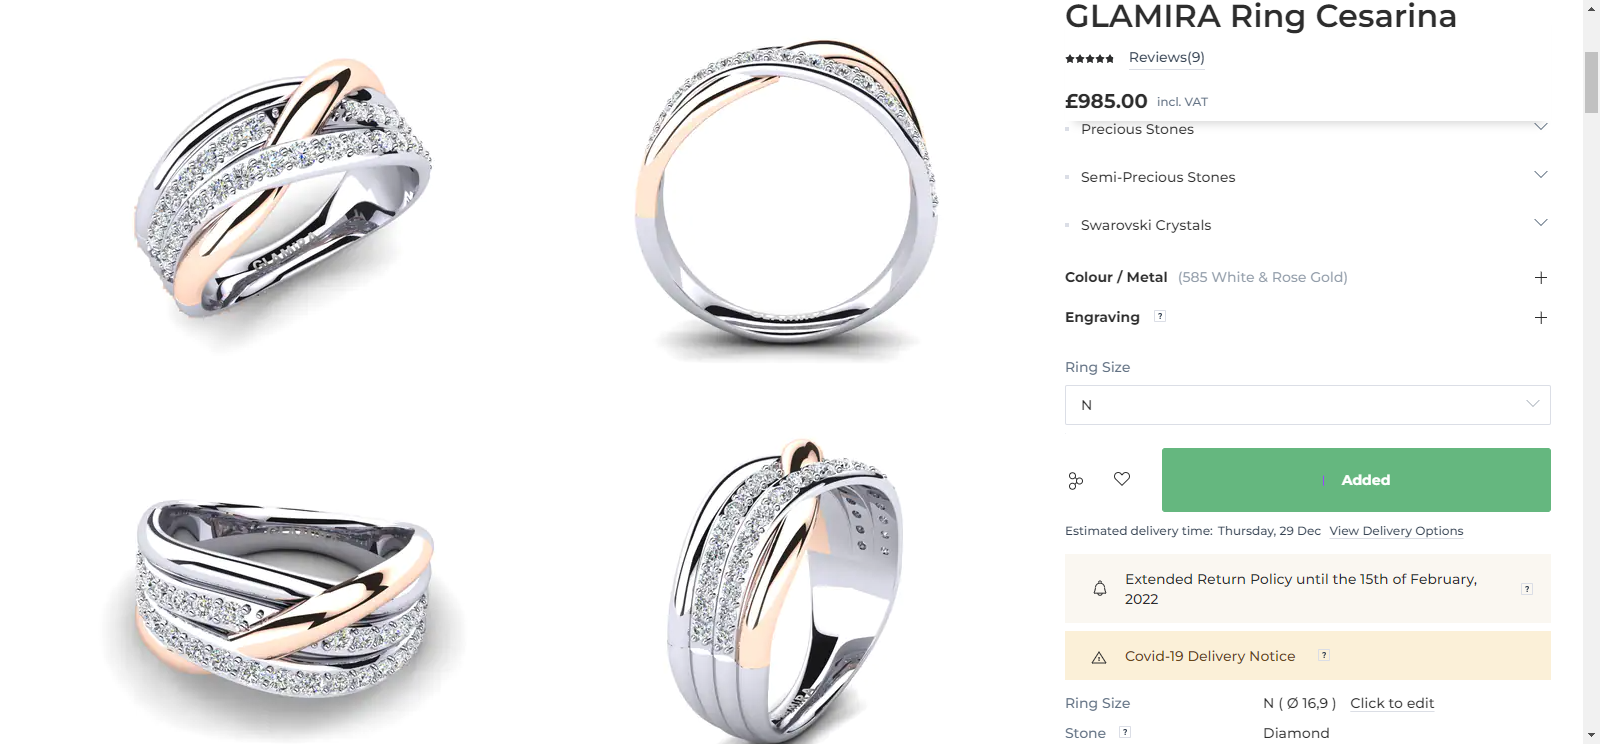 GLAMIRA Ring Cesarina
Reviews(9)
£985.00 incl. VAT
Precious Stones
Semi-Precious Stones
Swarovski Crystals
Colour / Metal (585 White & Rose Gold)
Engraving ?
Ring Size
N
Added
Estimated delivery time: Thursday, 29 Dec View Delivery Options
Extended Return Policy until the 15th of February,
2022 ?
Covid-19 Delivery Notice ?
Ring Size N ( Ø 16,9 ) Click to edit
Stone ? Diamond
GLAMIRA
N